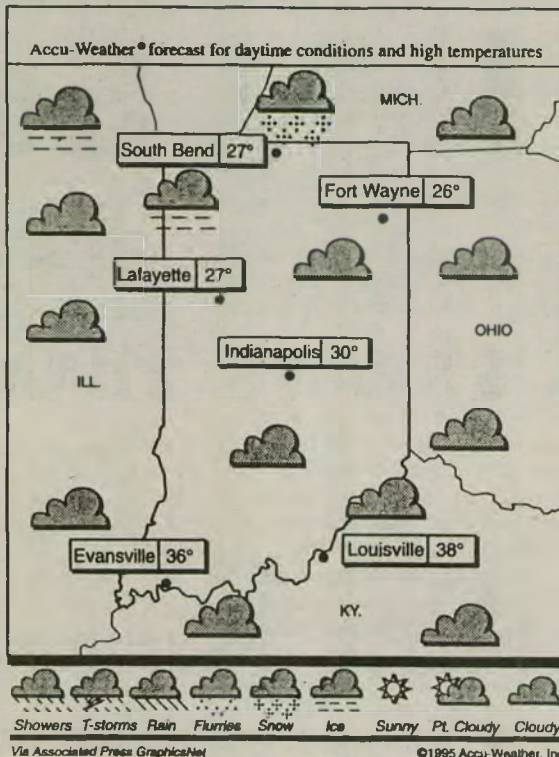 Accu-Weather® forecast for daytime conditions and high temperatures
MICH.
South Bend 27°
Fort Wayne 26°
Lafayette 27°
OHIO
Indianapolis 30°
ILL.
Evansville 36°
Louisville 38°
KY.
Showers T-storms Rain Flurries Snow Ice Sunny Pt. Cloudy Cloudy
Via Associated Press GraphicsNet ©1995 Accu-Weather, Inc